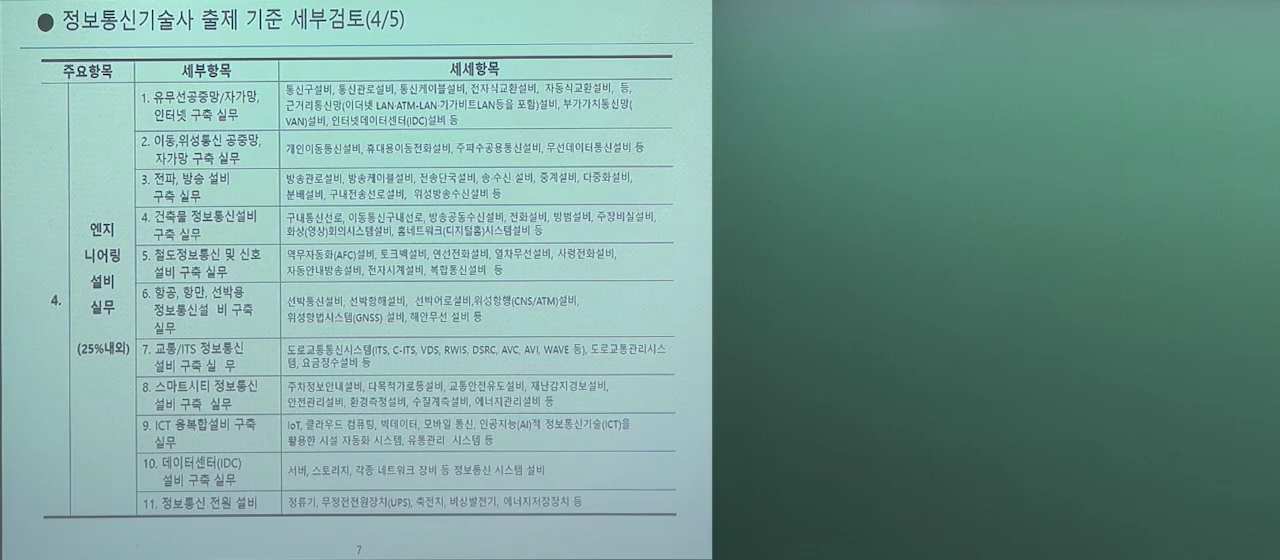 ● 정보통신기술사 출제 기준 세부검토(4/5)
주요항목 세부항목 세세항목
4.
엔지
니어링
설비
실무
(25%내외)
1. 유무선공중망/자가망,
인터넷 구축 실무
통신구설비, 통신관로설비, 통신케이블설비, 전자식교환설비, 자동식교환설비, 등,
근거리통신망(이더넷 LAN·ATM-LAN·기가비트LAN등을 포함)설비, 부가가치통신망(
VAN)설비, 인터넷데이터센터(IDC)설비 등
2. 이동,위성통신 공중망,
자가망 구축 실무
개인이동통신설비, 휴대용이동전화설비, 주파수공용통신설비, 무선데이터통신설비 등
3. 전파, 방송 설비
구축 실무
방송관로설비, 방송케이블설비, 전송단국설비, 송·수신 설비, 중계설비, 다중화설비,
분배설비, 구내전송선로설비, 위성방송수신설비 등
4. 건축물 정보통신설비
구축 실무
구내통신선로, 이동통신구내선로, 방송공동수신설비, 전화설비, 방범설비, 주장비실설비,
화상(영상)회의시스템설비, 홈네트워크(디지털홈)시스템설비 등
5. 철도정보통신 및 신호
설비 구축 실무
역무자동화(AFC)설비, 토크백설비, 연선전화설비, 열차무선설비, 사령전화설비,
자동안내방송설비, 전자시계설비, 복합통신설비 등
6. 항공, 항만, 선박용
정보통신설 비 구축
실무
선박통신설비, 선박항해설비, 선박어로설비,위성항행(CNS/ATM)설비,
위성항법시스템(GNSS) 설비, 해안무선 설비 등
7. 교통/ITS 정보통신
설비 구축 실 무
도로교통통신시스템(ITS, C-ITS, VDS, RWIS, DSRC, AVC, AVI, WAVE 등), 도로교통관리시스
템, 요금징수설비 등
8. 스마트시티 정보통신
설비 구축 실무
주차정보안내설비, 다목적가로등설비, 교통안전유도설비, 재난감지경보설비,
안전관리설비, 환경측정설비, 수질계측설비, 에너지관리설비 등
9. ICT 융복합설비 구축
실무
IoT, 클라우드 컴퓨팅, 빅데이터, 모바일 통신, 인공지능(AI)적 정보통신기술(ICT)을
활용한 시설 자동화 시스템, 유통관리 시스템 등
10. 데이터센터(IDC)
설비 구축 실무
서버, 스토리지, 각종 네트워크 장비 등 정보통신 시스템 설비
11. 정보통신 전원 설비
정류기, 무정전전원장치(UPS), 축전지, 비상발전기, 에너지저장장치 등
7